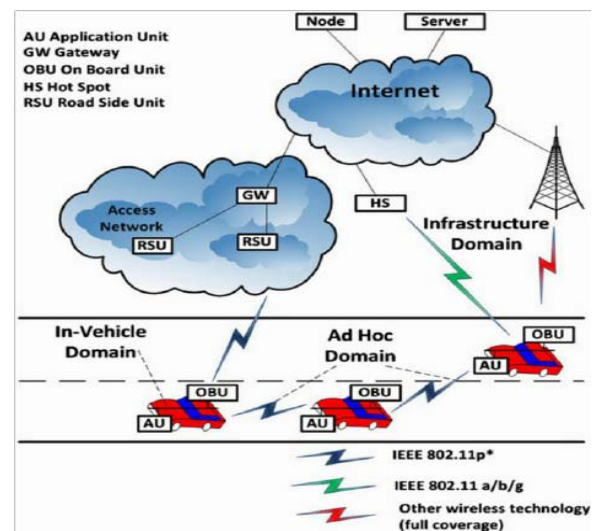 Node
Server
AU Application Unit
GW Gateway
OBU On Board Unit
HS Hot Spot
RSU Road Side Unit
Internet
GW
Access
Network
RSU
RSU
HS
Infrastructure
Domain
In-Vehicle
Domain
Ad Hoc
Domain
OBU
AU
OBU
AU
OBU
AU
IEEE 802.11p*
IEEE 802.11 a/b/g
Other wireless technology
(full coverage)